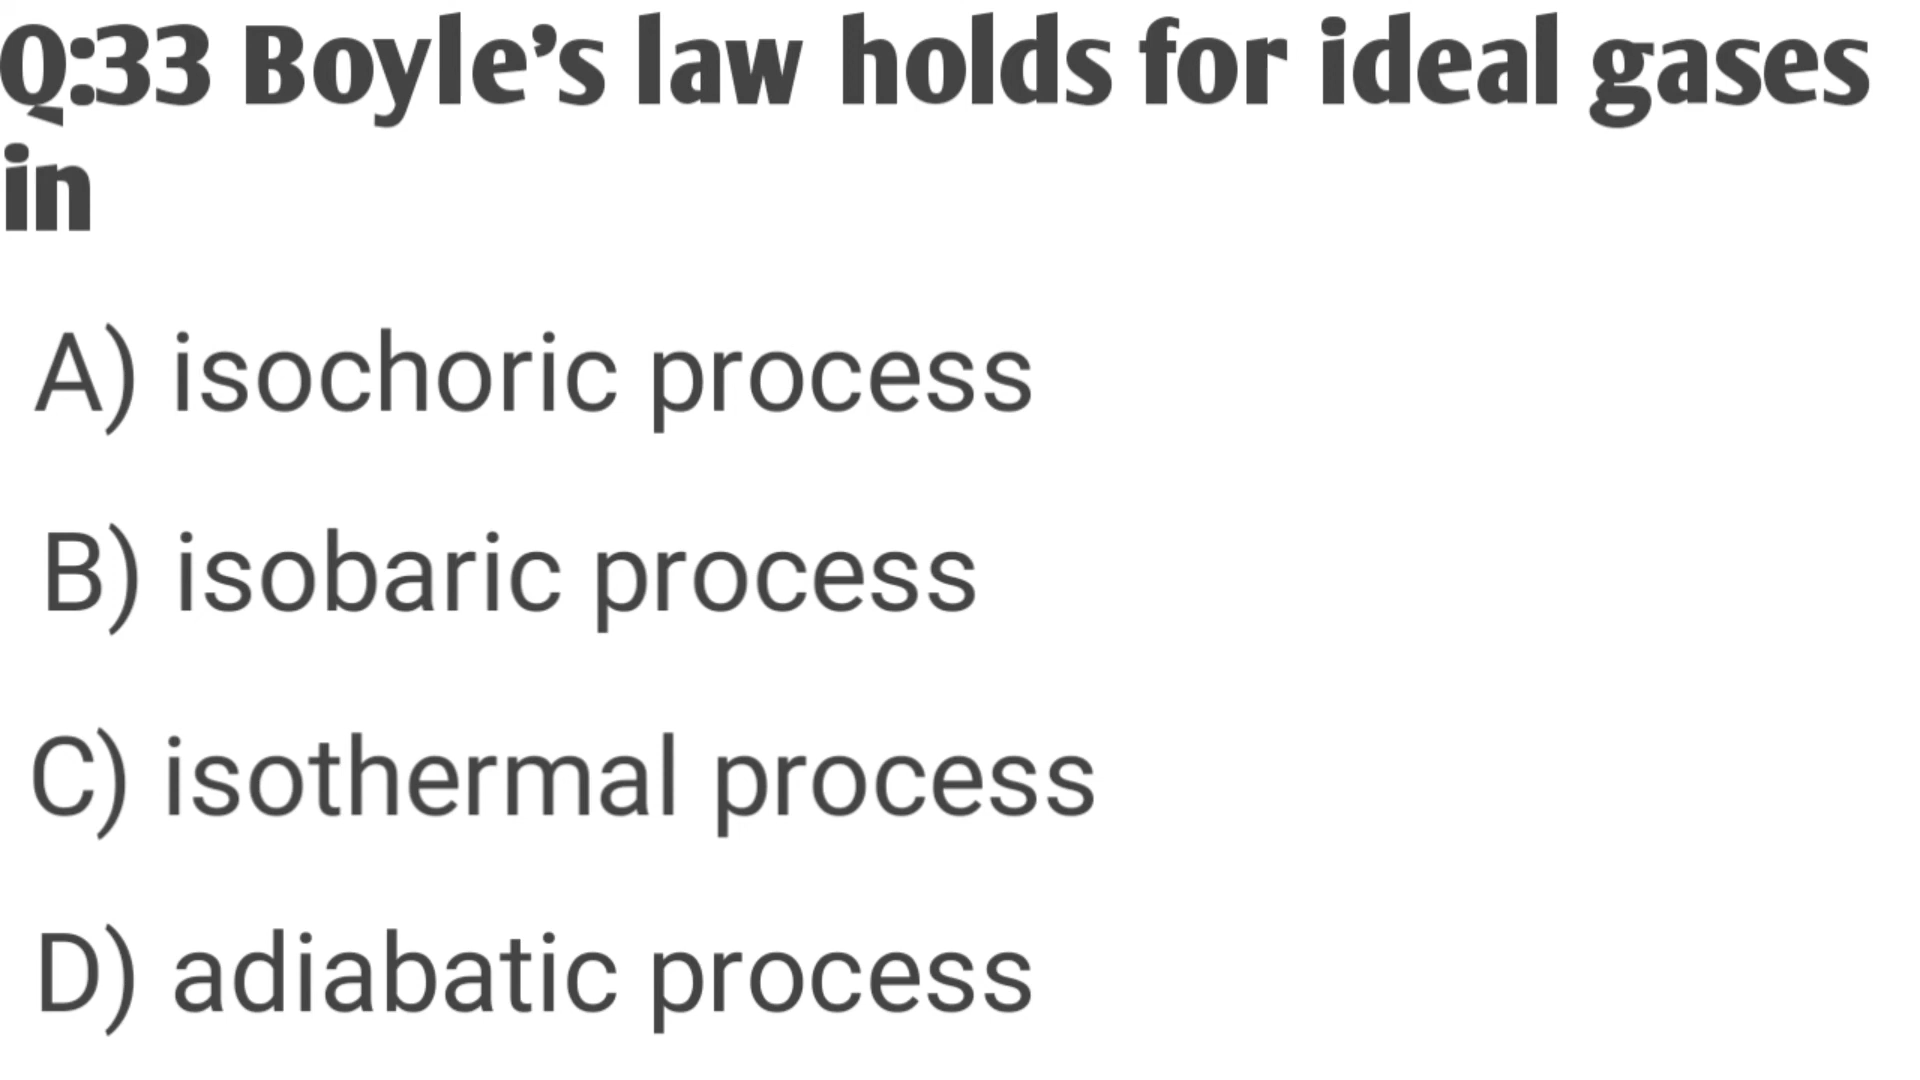 Q:33 Boyle’s law holds for ideal gases
in
A) isochoric process
B) isobaric process
C) isothermal process
D) adiabatic process